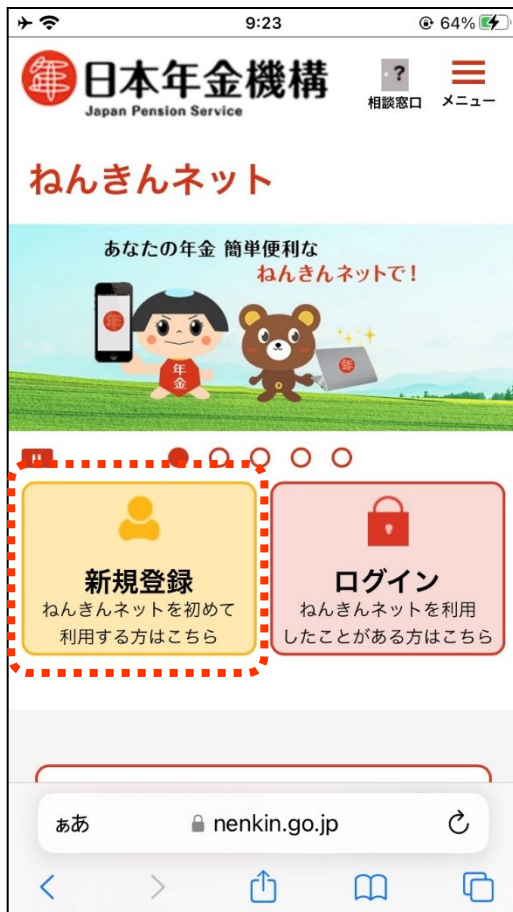 9:23
64%
年 日本年金機構
Japan Pension Service
?
相談窓口
メニュー
ねんきんネット
あなたの年金 簡単便利な
ねんきんネットで!
年
年金
年
新規登録
ねんきんネットを初めて
利用する方はこちら
ログイン
ねんきんネットを利用
したことがある方はこちら
ぁあ
nenkin.go.jp